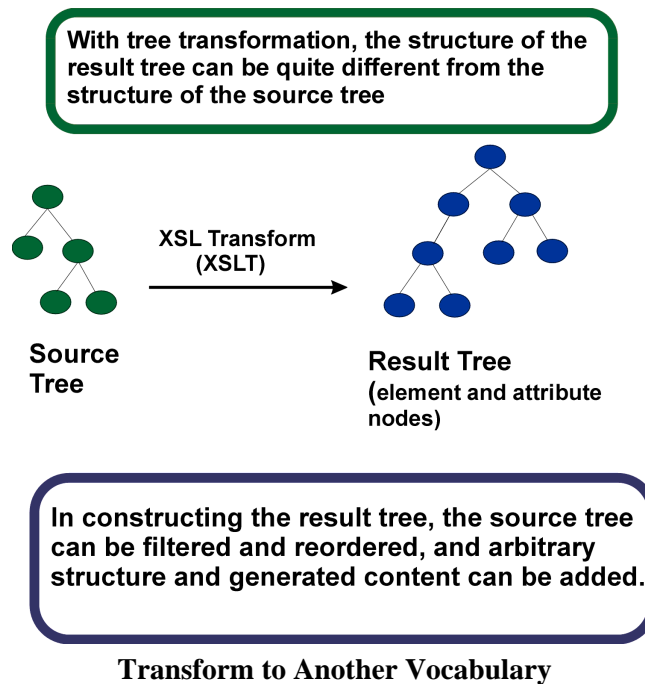 With tree transformation, the structure of the
result tree can be quite different from the
structure of the source tree
XSL Transform
(XSLT)
Source
Tree
Result Tree
(element and attribute
nodes)
In constructing the result tree, the source tree
can be filtered and reordered, and arbitrary
structure and generated content can be added.
Transform to Another Vocabulary